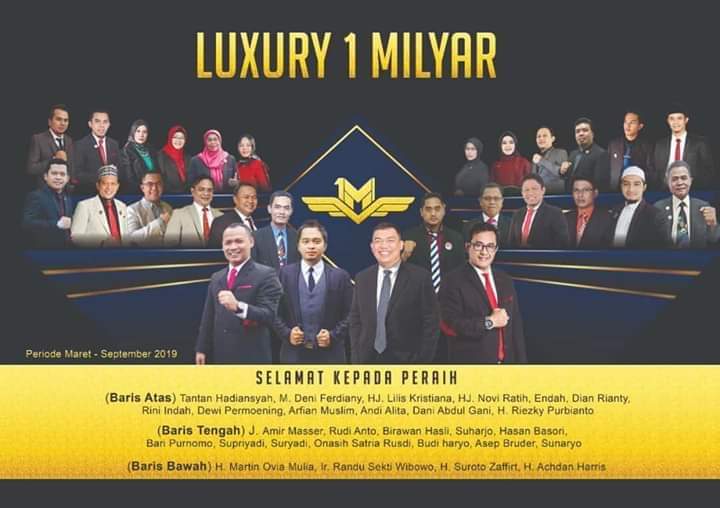 LUXURY 1 MILYAR
M
Periode Maret - September 2019
SELAMAT KEPADA PERAIH
(Baris Atas) Tantan Hadiansyah, M. Deni Ferdiany, HJ. Lilis Kristiana, HJ. Novi Ratih, Endah, Dian Rianty,
Rini Indah, Dewi Permoening, Arfian Muslim, Andi Alita, Dani Abdul Gani, H. Riezky Purbianto
(Baris Tengah) J. Amir Masser, Rudi Anto, Birawan Hasli, Suharjo, Hasan Basori,
Bari Purnomo, Supriyadi, Suryadi, Onasih Satria Rusdi, Budi haryo, Asep Bruder, Sunaryo
(Baris Bawah) H. Martin Ovia Mulia, Ir. Randu Sekti Wibowo, H. Suroto Zaffirt, H. Achdan Harris